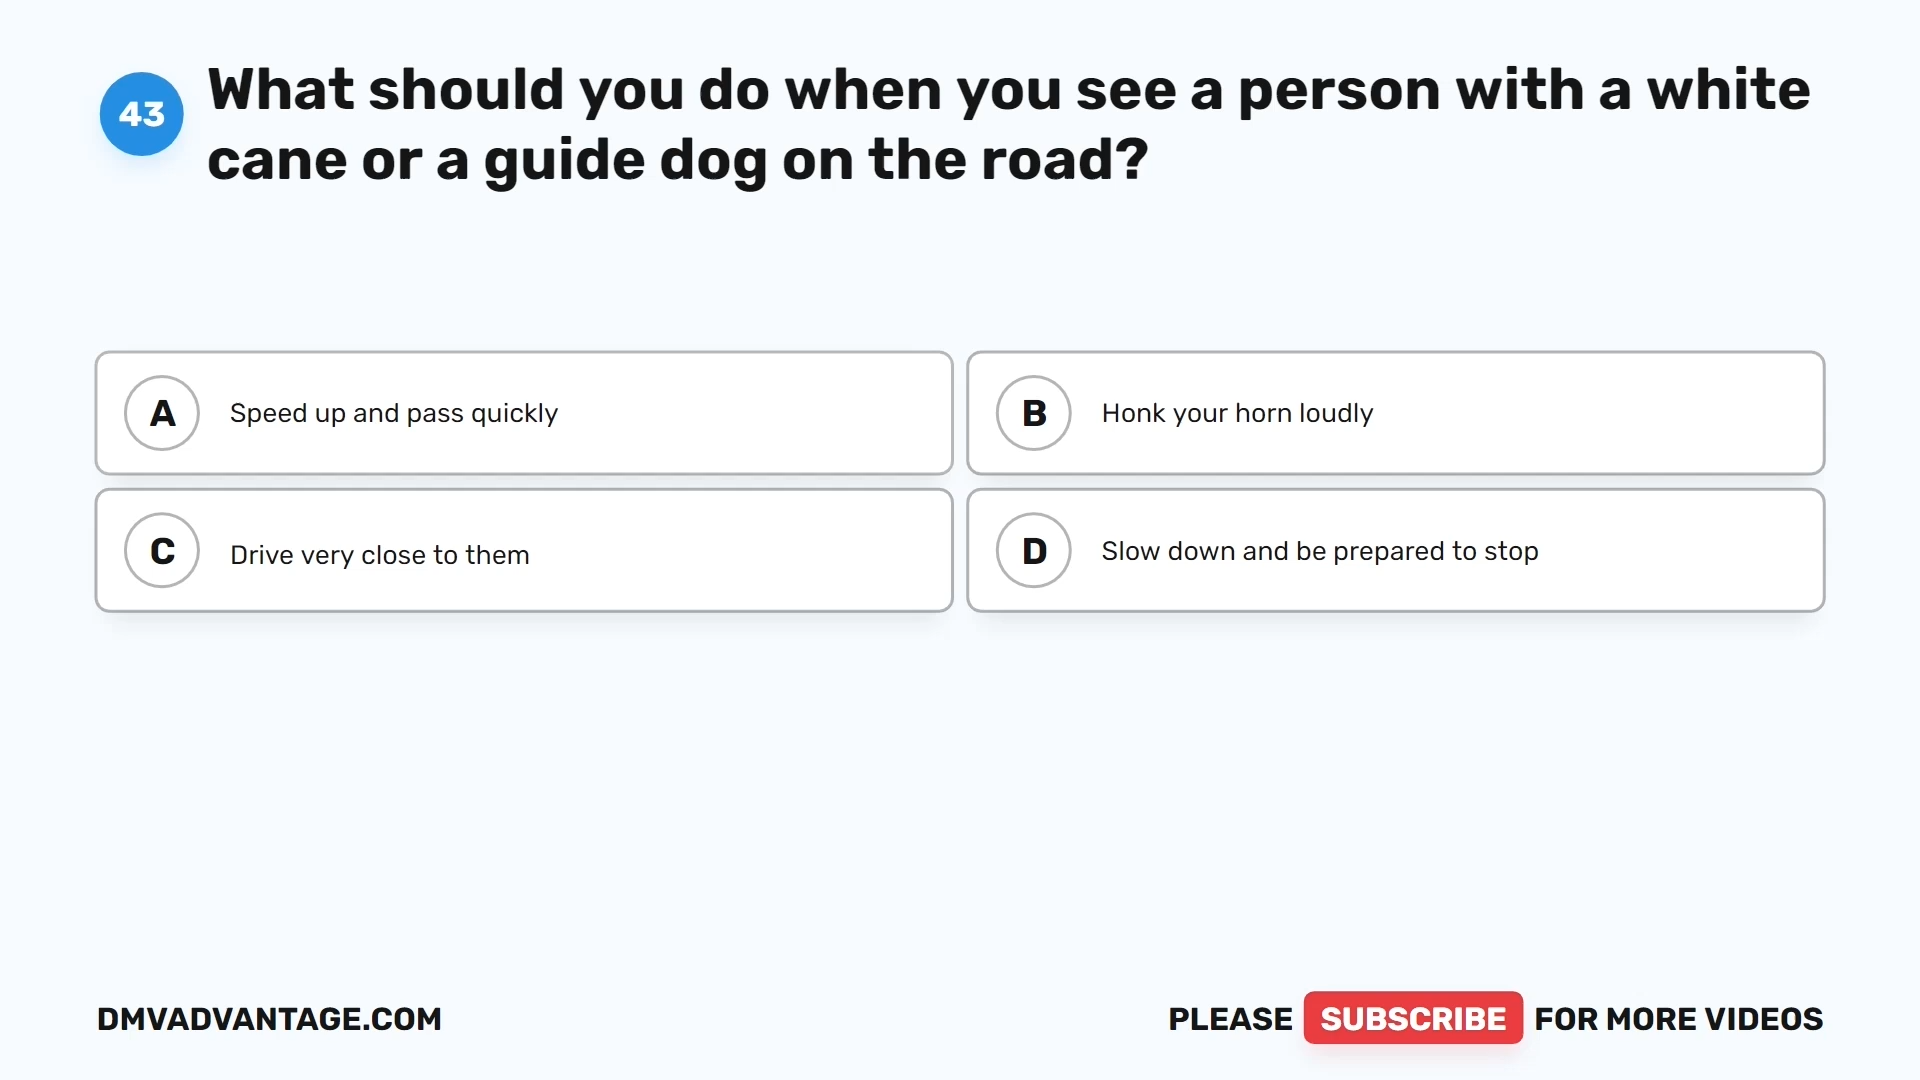 43
What should you do when you see a person with a white
cane or a guide dog on the road?
A Speed up and pass quickly
B Honk your horn loudly
C Drive very close to them
D Slow down and be prepared to stop
DMVADVANTAGE.COM
PLEASE SUBSCRIBE FOR MORE VIDEOS